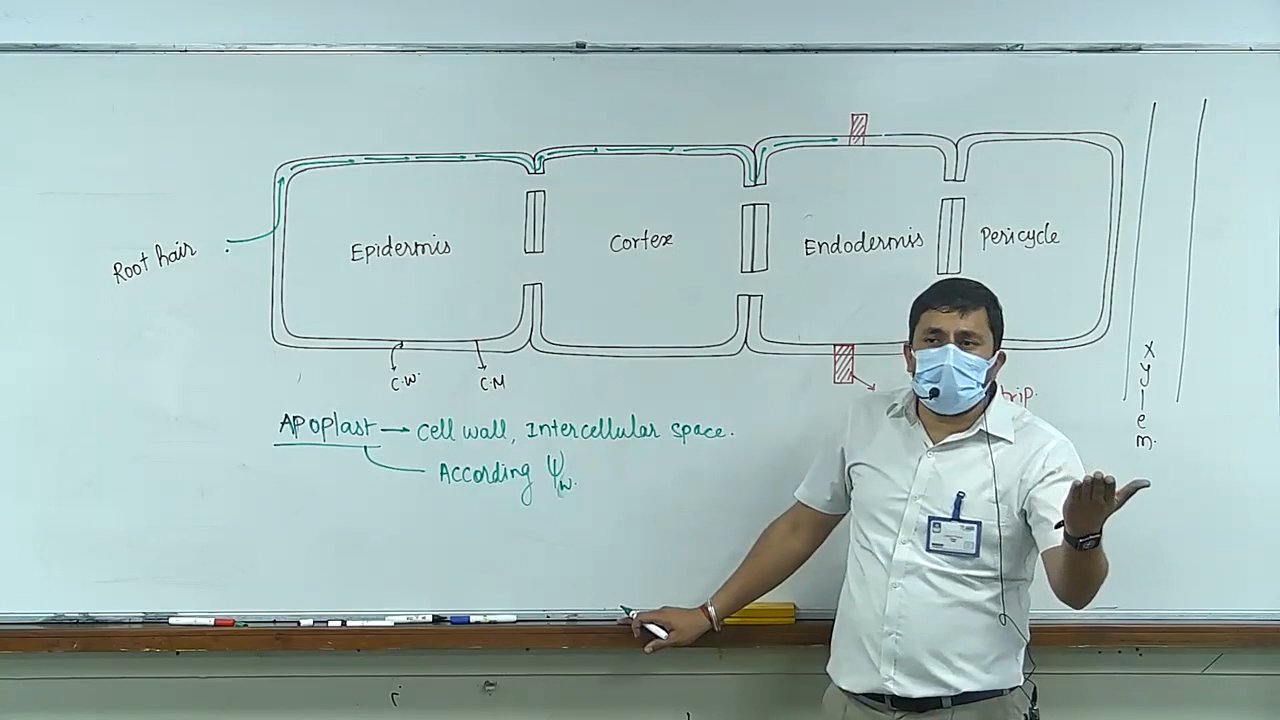 Root hair
Epidermis
Cortex
Endodermis
Pericycle
Xylem.
C.W.
C.M
Apoplast → Cell wall, Intercellular space.
According ψw.